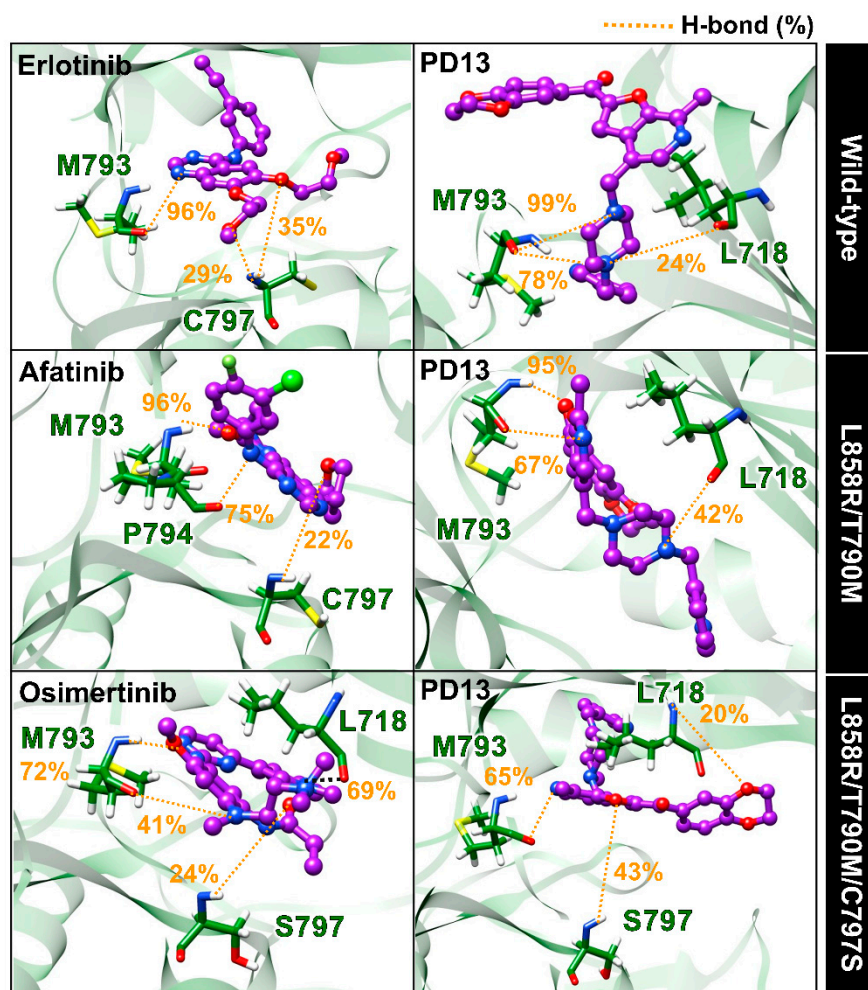 H-bond (%)
Erlotinib
M793
96%
35%
29%
C797
PD13
M793
99%
78%
24%
L718
Wild-type
Afatinib
96%
M793
P794
75%
22%
C797
PD13
95%
67%
M793
L718
42%
L858R/T790M
Osimertinib
L718
M793
72%
69%
41%
24%
S797
PD13
L718
20%
M793
65%
43%
S797
L858R/T790M/C797S